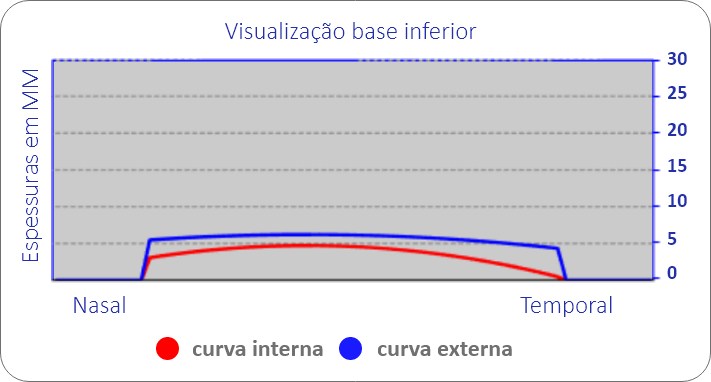 Visualização base inferior
Espessuras em MM
30
25
20
15
10
5
0
Nasal
Temporal
curva interna
curva externa